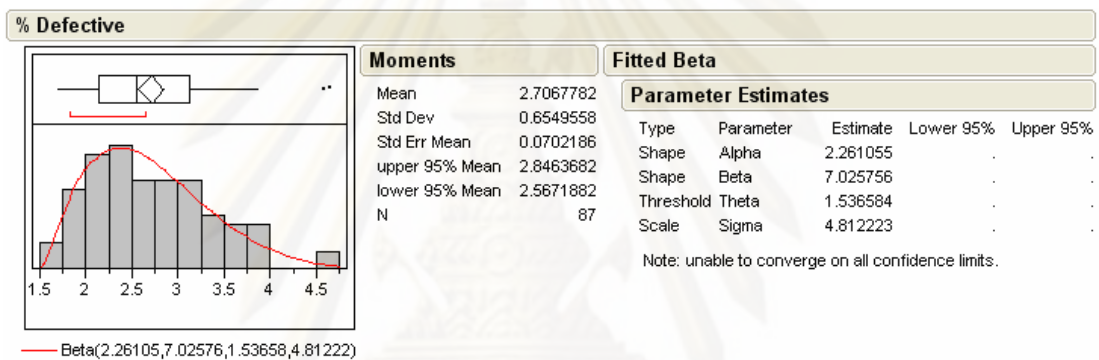 % Defective
Moments
Mean 2.7067782
Std Dev 0.6549558
Std Err Mean 0.0702186
upper 95% Mean 2.8463682
lower 95% Mean 2.5671882
N 87
Fitted Beta
Parameter Estimates
Type Parameter Estimate Lower 95% Upper 95%
Shape Alpha 2.261055 . .
Shape Beta 7.025756 . .
Threshold Theta 1.536584 . .
Scale Sigma 4.812223 . .
Note: unable to converge on all confidence limits.
1.5 2 2.5 3 3.5 4 4.5
Beta(2.26105,7.02576,1.53658,4.81222)